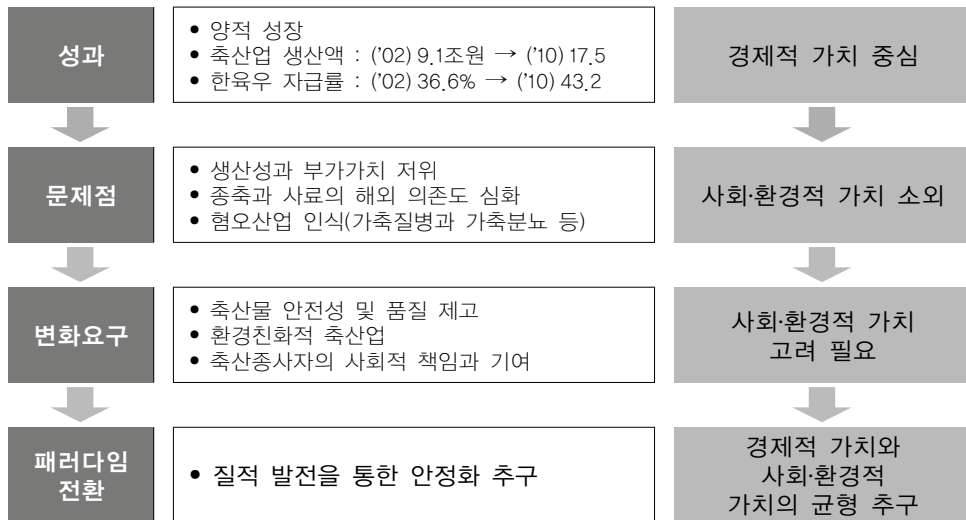 성과
• 양적 성장
• 축산업 생산액 : ('02) 9.1조원 → ('10) 17.5
• 한육우 자급률 : ('02) 36.6% → ('10) 43.2
경제적 가치 중심
문제점
• 생산성과 부가가치 저위
• 종축과 사료의 해외 의존도 심화
• 혐오산업 인식(가축질병과 가축분뇨 등)
사회·환경적 가치 소외
변화요구
• 축산물 안전성 및 품질 제고
• 환경친화적 축산업
• 축산종사자의 사회적 책임과 기여
사회·환경적 가치
고려 필요
패러다임
전환
• 질적 발전을 통한 안정화 추구
경제적 가치와
사회·환경적
가치의 균형 추구